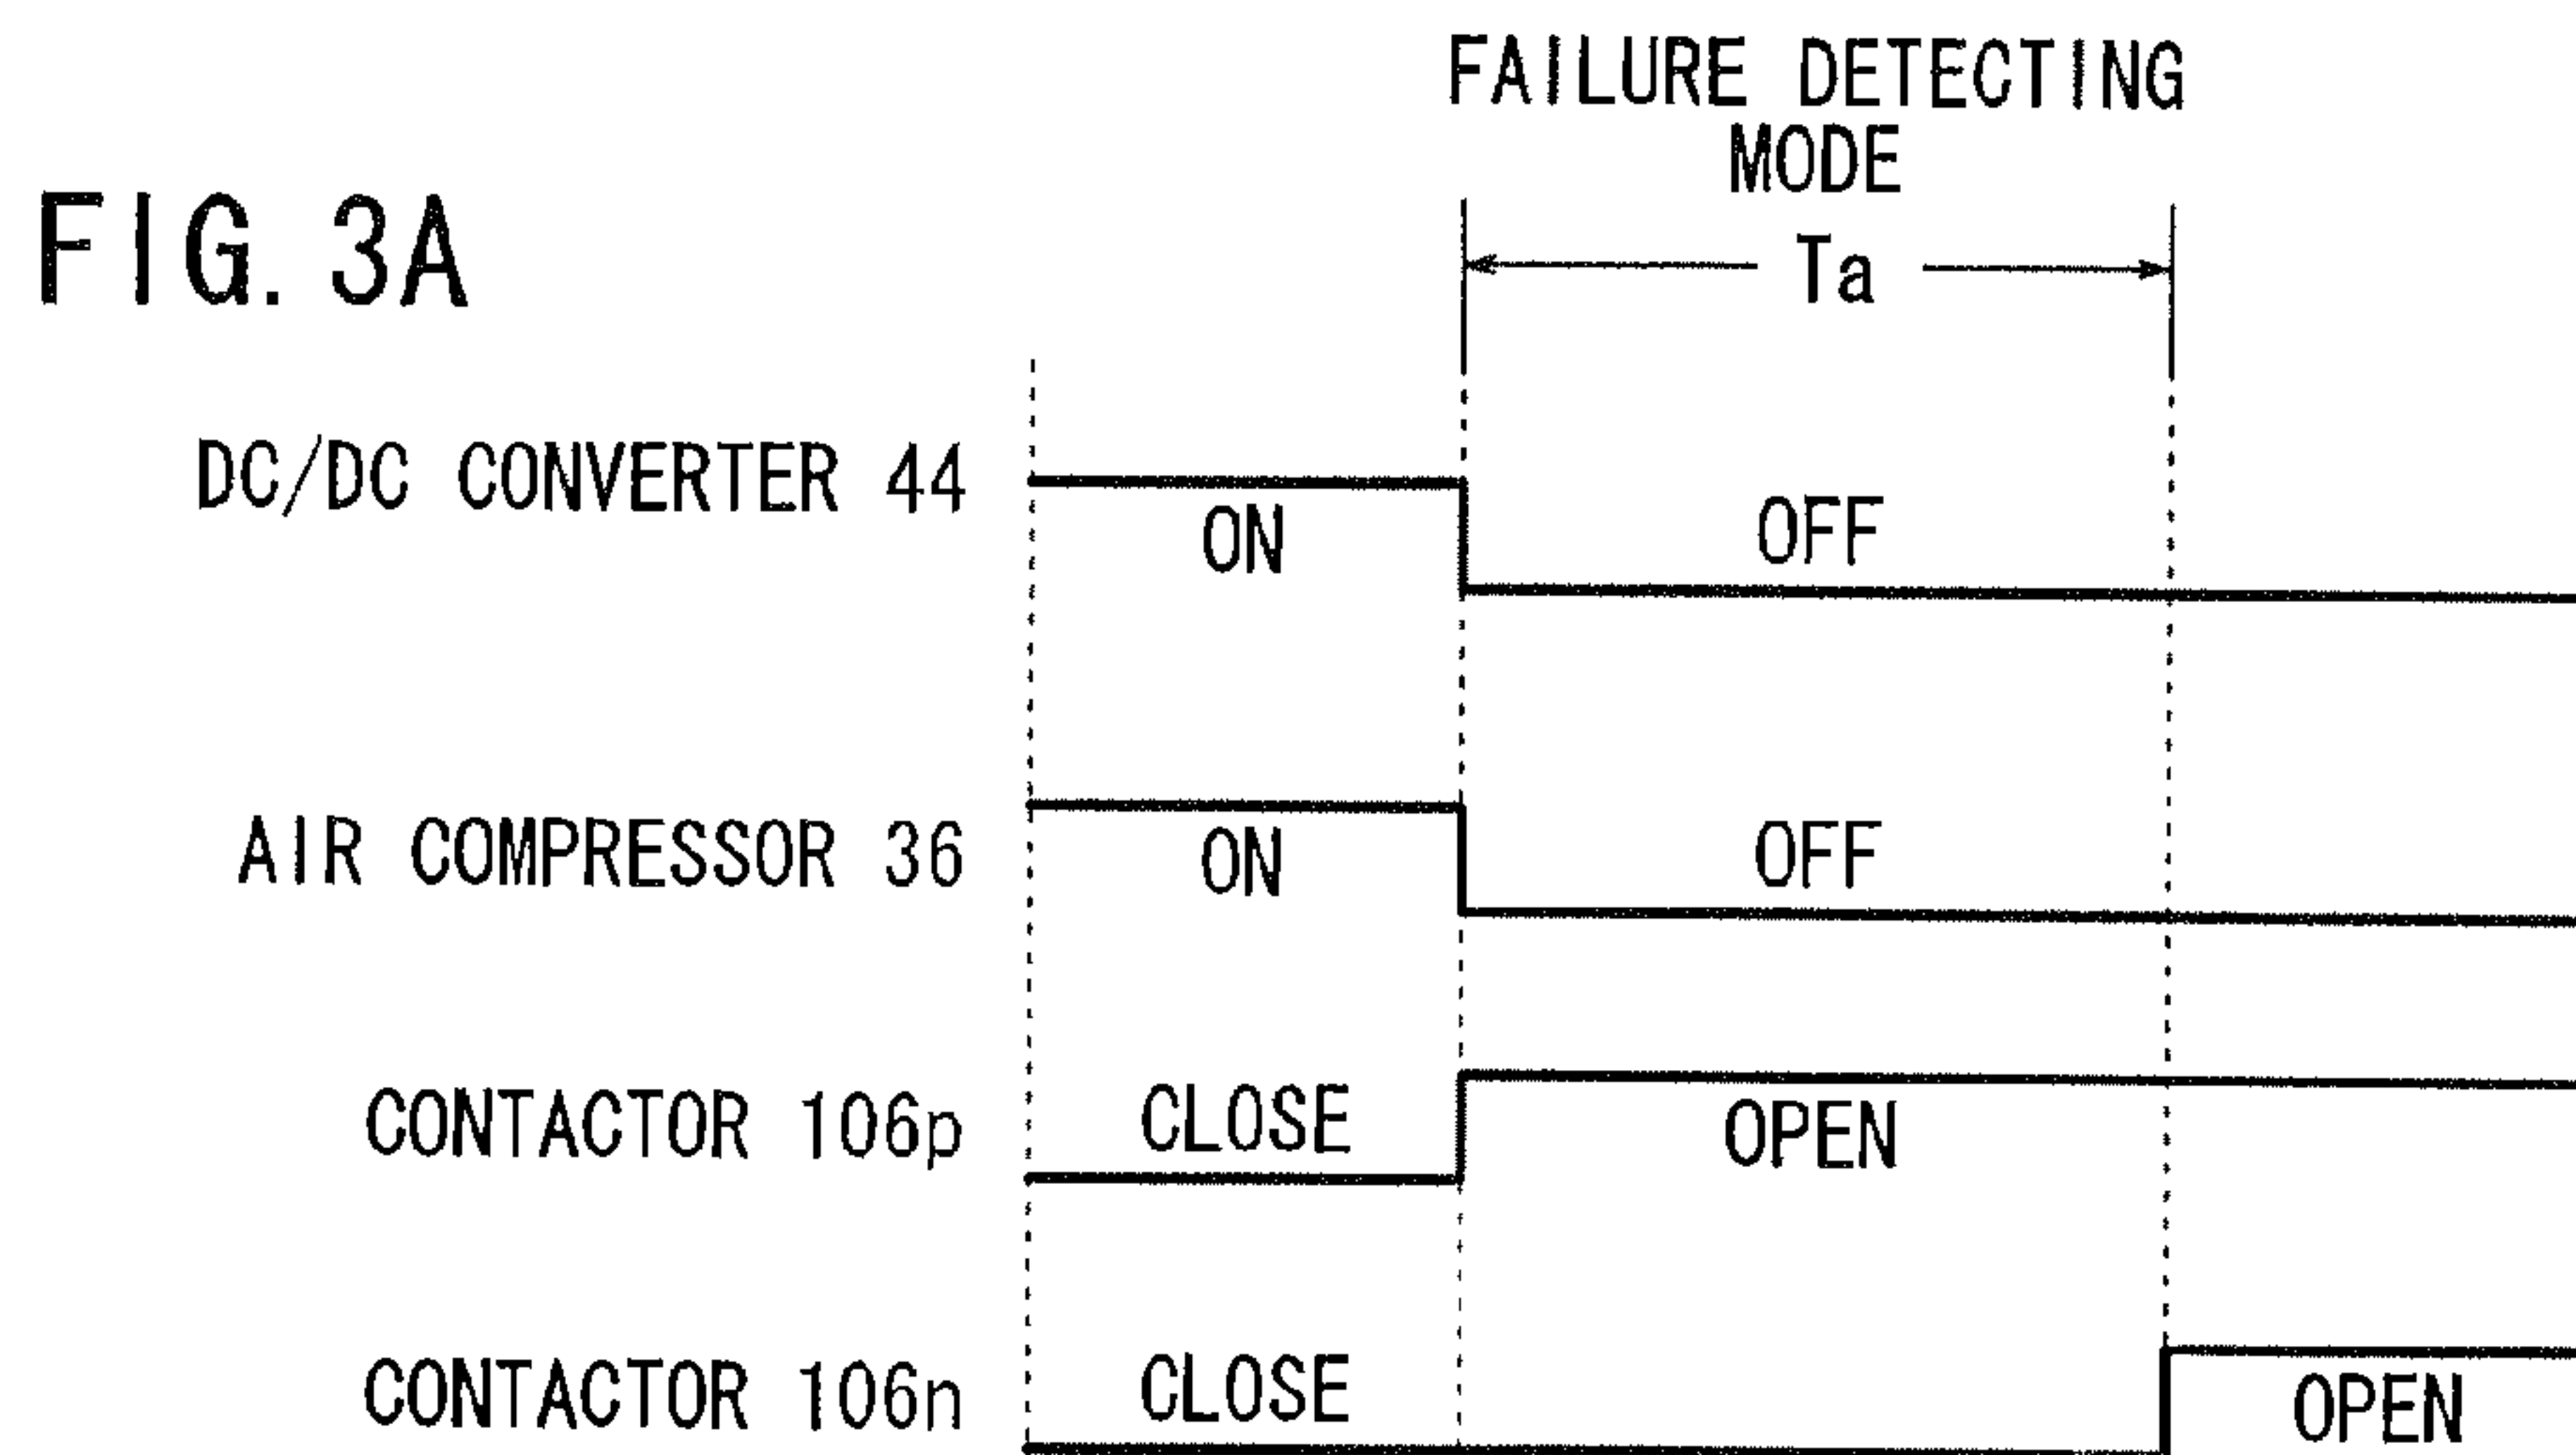 FAILURE DETECTING
MODE
FIG. 3A
Ta
DC/DC CONVERTER 44
ON
OFF
AIR COMPRESSOR 36
ON
OFF
CONTACTOR 106p
CLOSE
OPEN
CONTACTOR 106n
CLOSE
OPEN